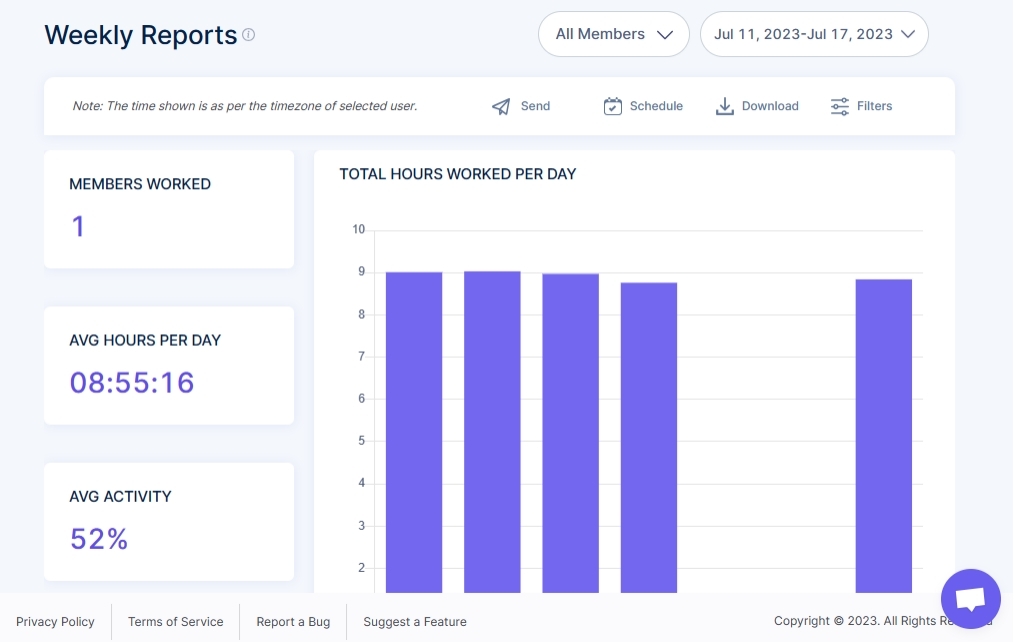 Weekly Reports
All Members
Jul 11, 2023-Jul 17, 2023
Note: The time shown is as per the timezone of selected user.
Send
Schedule
Download
Filters
MEMBERS WORKED
1
AVG HOURS PER DAY
08:55:16
AVG ACTIVITY
52%
TOTAL HOURS WORKED PER DAY
10
9
8
7
6
5
4
3
2
Privacy Policy
Terms of Service
Report a Bug
Suggest a Feature
Copyright © 2023. All Rights